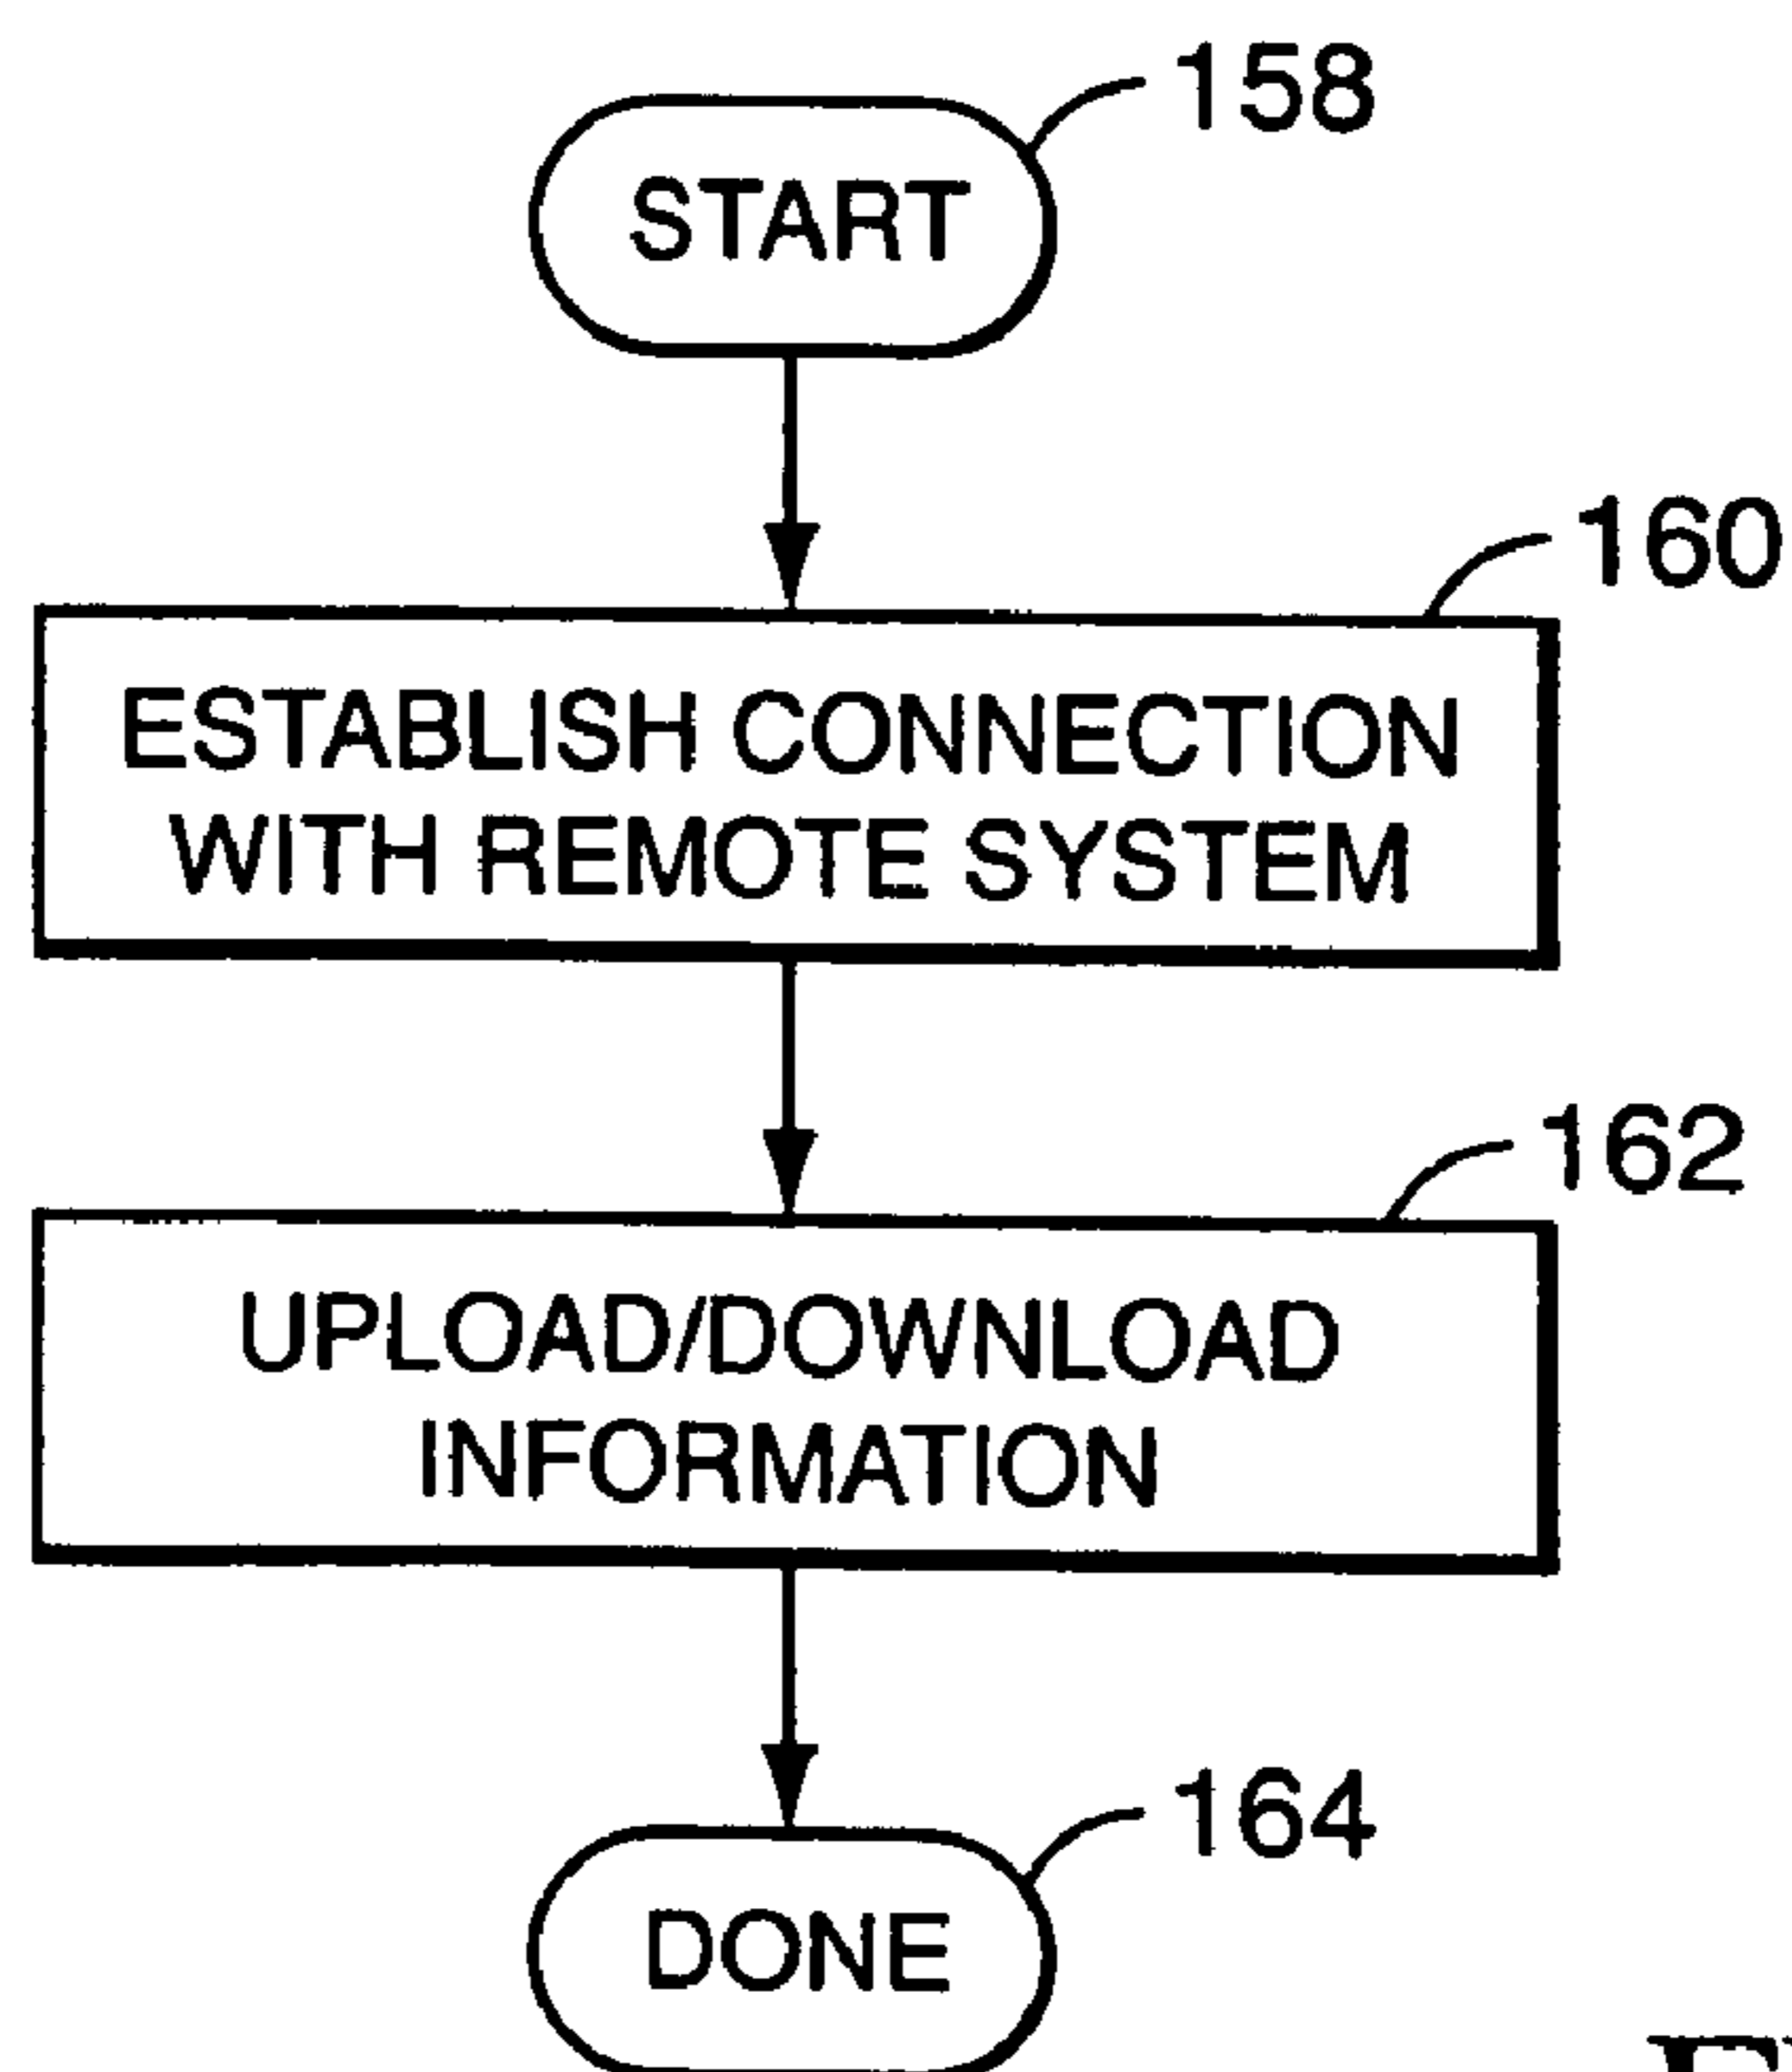 158
START
160
ESTABLISH CONNECTION
WITH REMOTE SYSTEM
162
UPLOAD/DOWNLOAD
INFORMATION
164
DONE